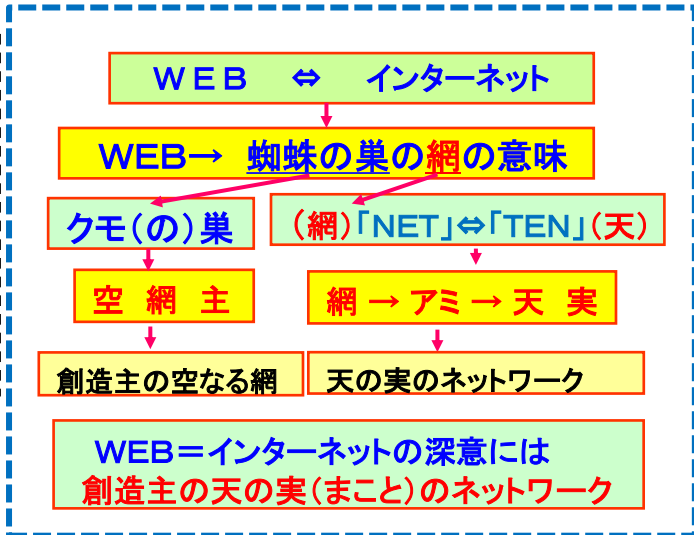 ＷＥＢ ⇔ インターネット
ＷＥＢ→ 蜘蛛の巣の網の意味
クモ（の）巣
（網）「ＮＥＴ」⇔「ＴＥＮ」（天）
空 網 主
網 → アミ → 天 実
創造主の空なる網
天の実のネットワーク
ＷＥＢ＝インターネットの深意には
創造主の天の実（まこと）のネットワーク